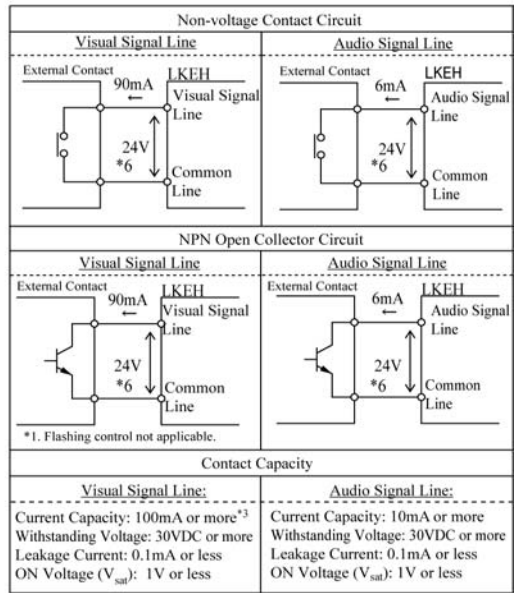 Non-voltage Contact Circuit
Visual Signal Line
External Contact
90mA
←
LKEH
Visual Signal
Line
24V
*6
Common
Line
Audio Signal Line
External Contact
6mA
←
LKEH
Audio Signal
Line
24V
*6
Common
Line
NPN Open Collector Circuit
Visual Signal Line
External Contact
90mA
←
LKEH
Visual Signal
Line
24V
*6
Common
Line
*1. Flashing control not applicable.
Audio Signal Line
External Contact
6mA
←
LKEH
Audio Signal
Line
24V
*6
Common
Line
Contact Capacity
Visual Signal Line:
Current Capacity: 100mA or more*3
Withstanding Voltage: 30VDC or more
Leakage Current: 0.1mA or less
ON Voltage (Vsat): 1V or less
Audio Signal Line:
Current Capacity: 10mA or more
Withstanding Voltage: 30VDC or more
Leakage Current: 0.1mA or less
ON Voltage (Vsat): 1V or less